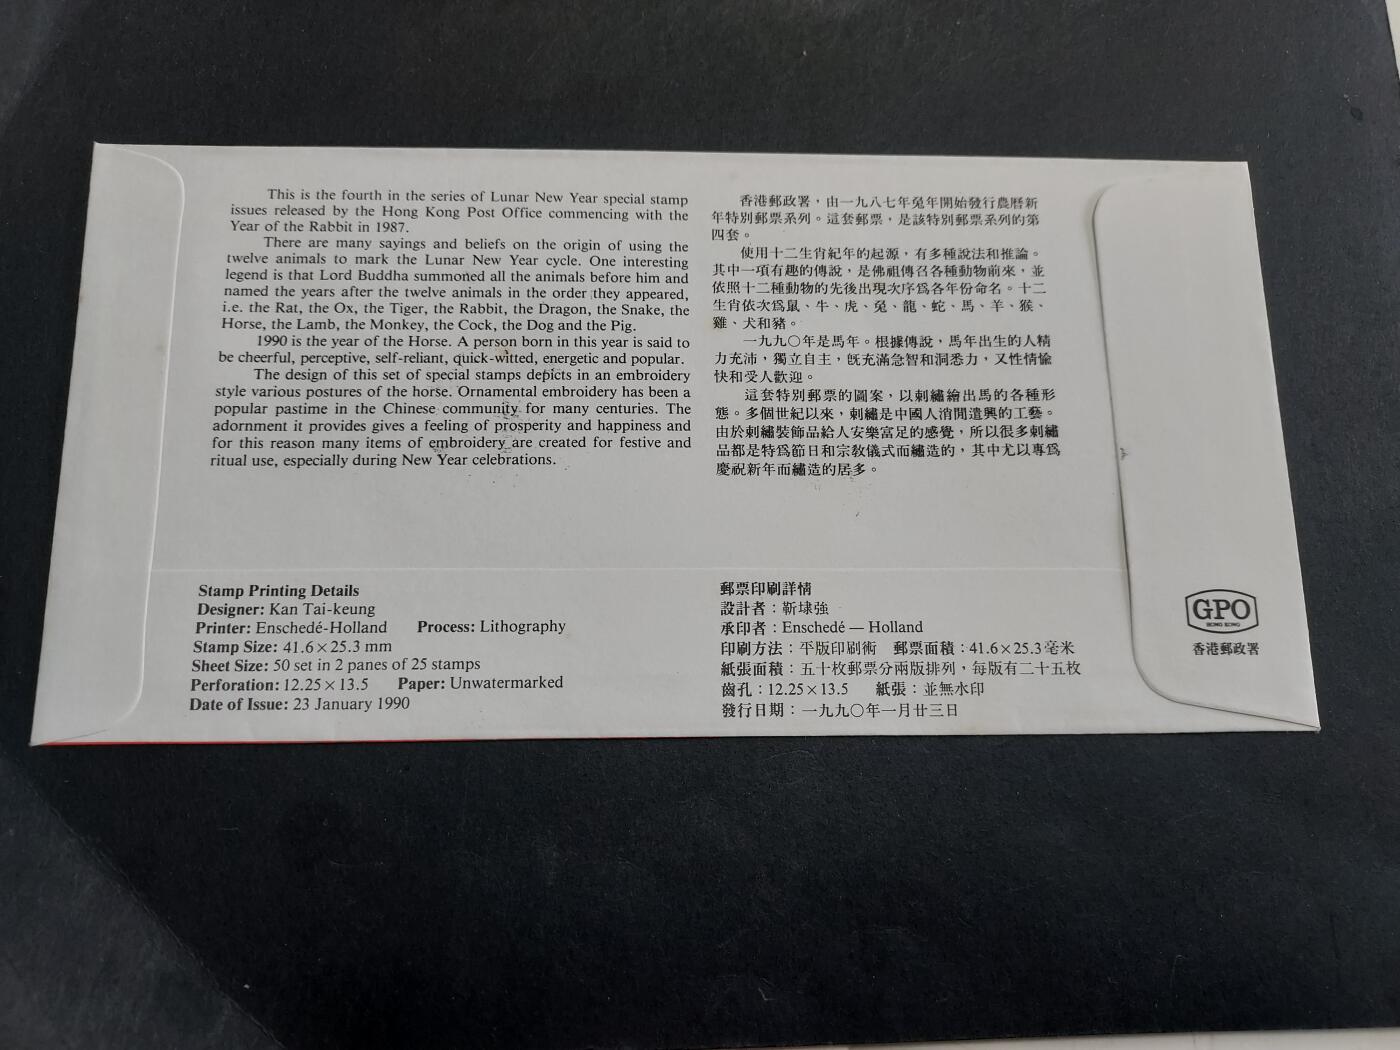 This is the fourth in the series of Lunar New Year special stamp
issues released by the Hong Kong Post Office commencing with the
Year of the Rabbit in 1987.
There are many sayings and beliefs on the origin of using the
twelve animals to mark the Lunar New Year cycle. One interesting
legend is that Lord Buddha summoned all the animals before him and
named the years after the twelve animals in the order they appeared,
i.e. the Rat, the Ox, the Tiger, the Rabbit, the Dragon, the Snake, the
Horse, the Lamb, the Monkey, the Cock, the Dog and the Pig.
1990 is the year of the Horse. A person born in this year is said to
be cheerful, perceptive, self-reliant, quick-witted, energetic and popular.
The design of this set of special stamps depicts in an embroidery
style various postures of the horse. Ornamental embroidery has been a
popular pastime in the Chinese community for many centuries. The
adornment it provides gives a feeling of prosperity and happiness and
for this reason many items of embroidery are created for festive and
ritual use, especially during New Year celebrations.
香港郵政署，由一九八七年兔年開始發行農曆新
年特別郵票系列。這套郵票，是該特別郵票系列的第
四套。
使用十二生肖紀年的起源，有多種說法和推論。
其中一項有趣的傳說，是佛祖傳召各種動物前來，並
依照十二種動物的先後出現次序爲各年份命名。十二
生肖依次爲鼠、牛、虎、兔、龍、蛇、馬、羊、猴、
雞、犬和豬。
一九九〇年是馬年。根據傳說，馬年出生的人精
力充沛，獨立自主，旣充滿急智和洞悉力，又性情愉
快和受人歡迎。
這套特別郵票的圖案，以刺繡繪出馬的各種形
態。多個世紀以來，刺繡是中國人消閒遣興的工藝。
由於刺繡裝飾品給人安樂富足的感覺，所以很多刺繡
品都是特爲節日和宗敎儀式而繡造的，其中尤以專爲
慶祝新年而繡造的居多。
Stamp Printing Details
Designer: Kan Tai-keung
Printer: Enschedé-Holland Process: Lithography
Stamp Size: 41.6 × 25.3 mm
Sheet Size: 50 set in 2 panes of 25 stamps
Perforation: 12.25 × 13.5 Paper: Unwatermarked
Date of Issue: 23 January 1990
郵票印刷詳情
設計者：靳埭強
承印者：Enschedé — Holland
印刷方法：平版印刷術 郵票面積：41.6×25.3毫米
紙張面積：五十枚郵票分兩版排列，每版有二十五枚
齒孔：12.25×13.5 紙張：並無水印
發行日期：一九九〇年一月廿三日
GPO
HONG KONG
香港郵政署